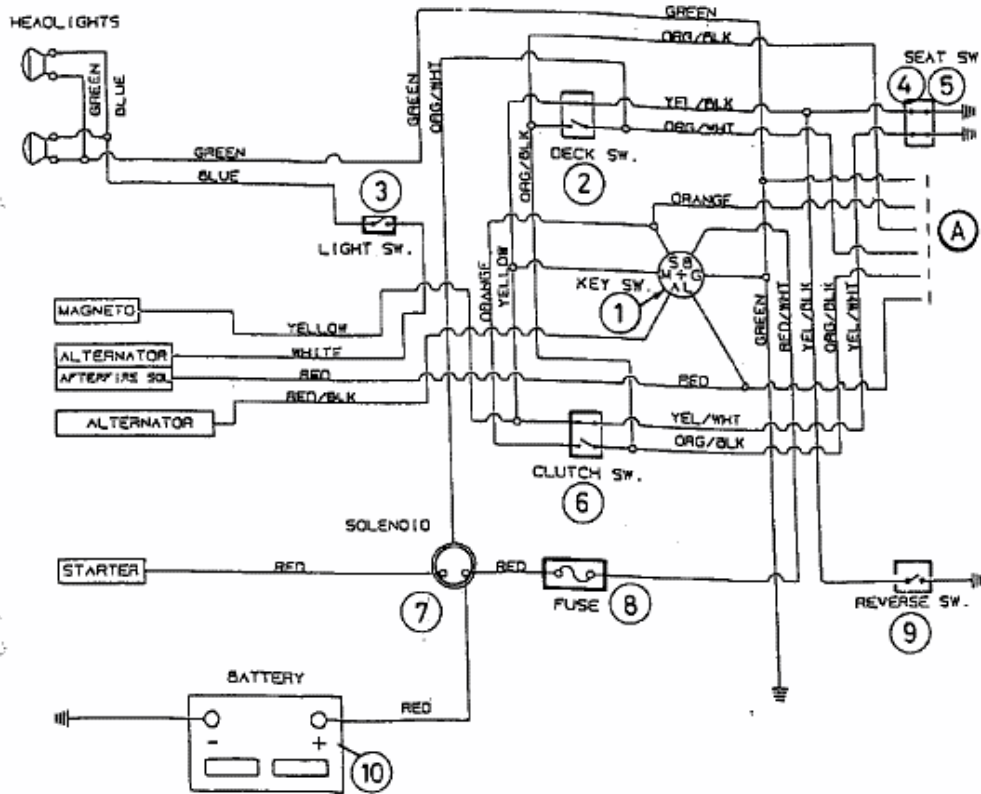 HEADLIGHTS
GREEN
BLUE
GREEN
BLUE
GREEN
ORG/WHT
GREEN
ORG/BLK
SEAT SW
4
5
YEL/BLK
ORG/WHT
ORG/BLK
DECK SW.
2
3
LIGHT SW.
ORANGE
A
S B
M + G
A L
KEY SW.
1
ORANGE
YELLOW
GREEN
RED/WHT
YEL/BLK
ORG/BLK
YEL/WHT
MAGNETO
YELLOW
ALTERNATOR
WHITE
AFTERFIRE SOL
RED
RED
ALTERNATOR
RED/BLK
YEL/WHT
ORG/BLK
CLUTCH SW.
6
SOLENOID
STARTER
RED
RED
7
FUSE
8
REVERSE SW.
9
BATTERY
RED
- +
10